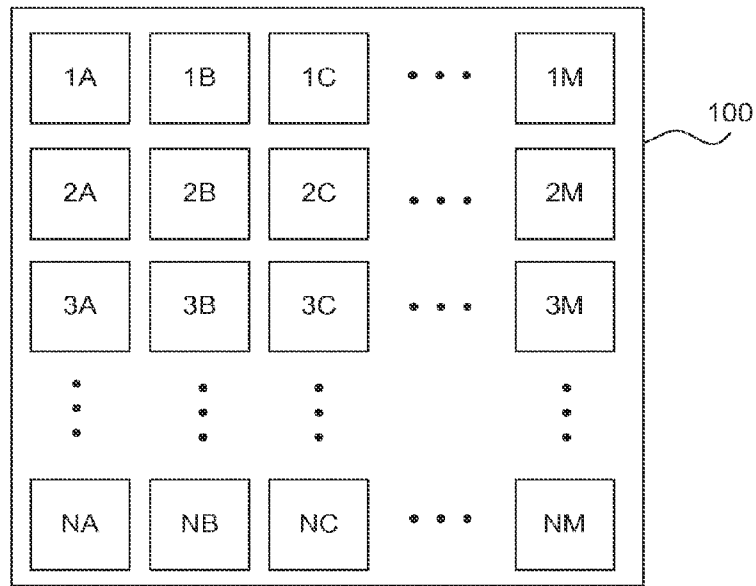 1A 1B 1C • • • 1M
100
2A 2B 2C • • • 2M
3A 3B 3C • • • 3M
NA NB NC • • • NM